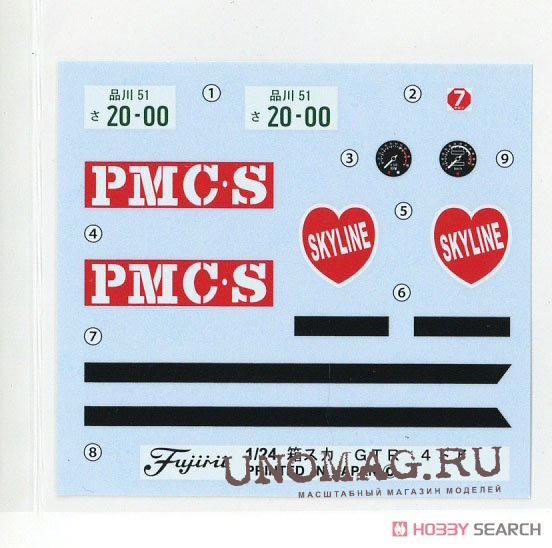 品川 51
さ 20-00
①
品川 51
さ 20-00
②
7
③
⑨
PMC·S
④
⑤
SKYLINE
SKYLINE
PMC·S
⑥
⑦
⑧
Fujimi 1/24 箱スカ GTR
PRINTED IN JAPAN
UNOMAG.RU
МАСШТАБНЫЙ МАГАЗИН МОДЕЛЕЙ
HOBBY SEARCH